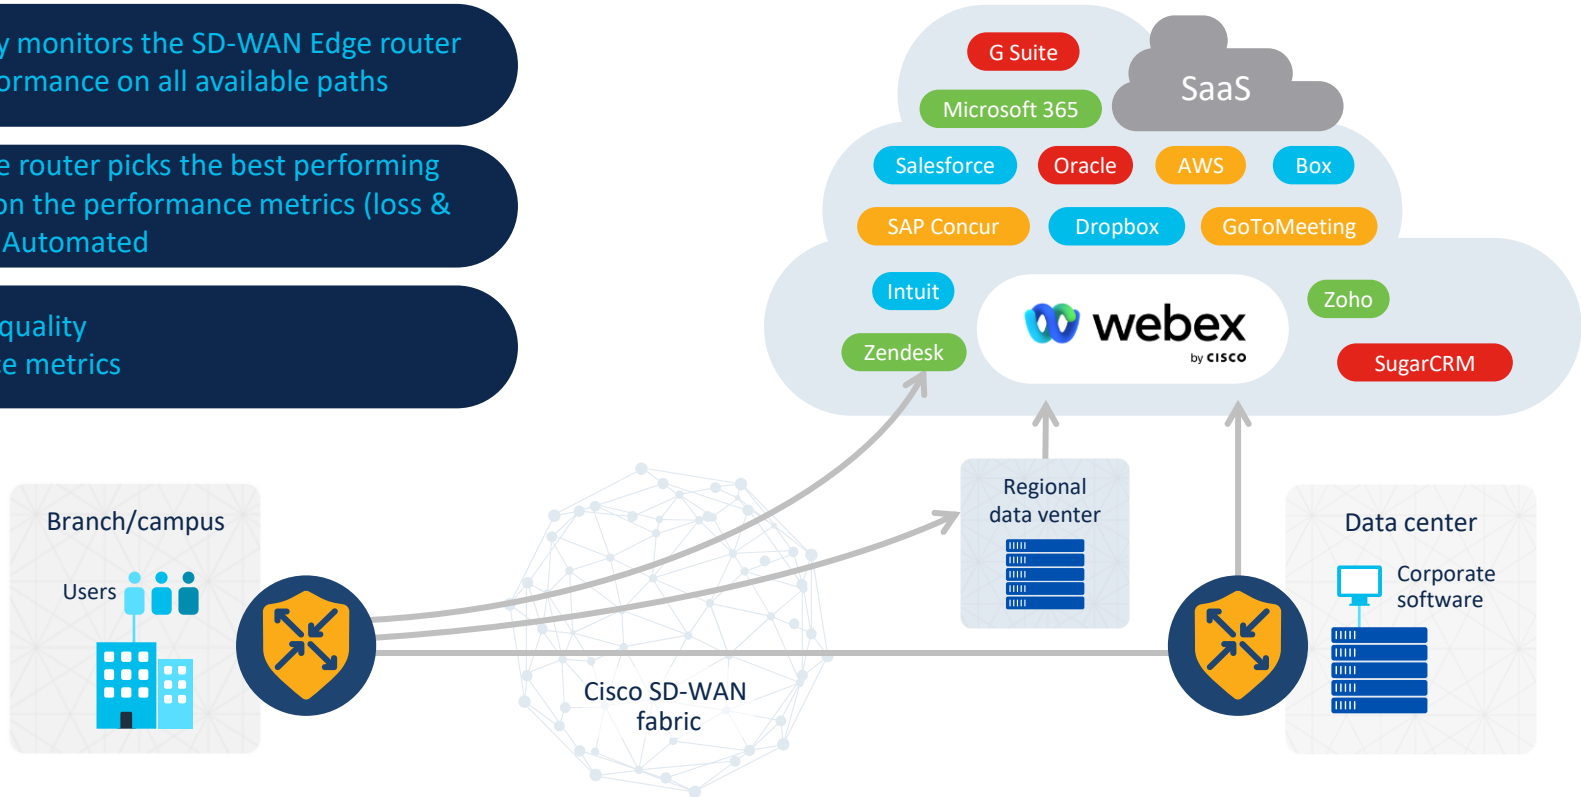 y monitors the SD-WAN Edge router
ormance on all available paths
e router picks the best performing
on the performance metrics (loss &
Automated
quality
ce metrics
G Suite
SaaS
Microsoft 365
Salesforce
Oracle
AWS
Box
SAP Concur
Dropbox
GoToMeeting
Intuit
webex
by CISCO
Zoho
Zendesk
SugarCRM
Regional
data venter
Branch/campus
Users
Data center
Corporate
software
Cisco SD-WAN
fabric